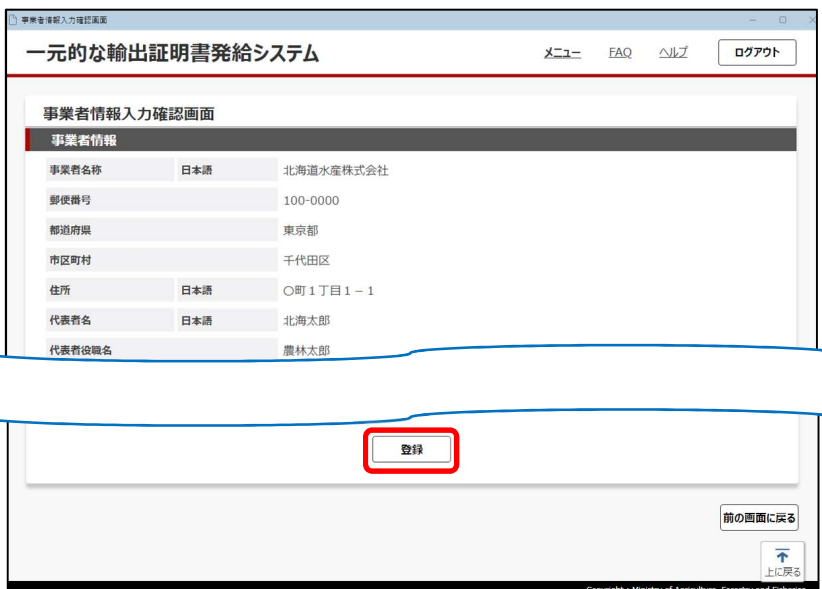 事業者情報入力確認画面
一元的な輸出証明書発給システム メニュー FAQ ヘルプ ログアウト
事業者情報入力確認画面
事業者情報
事業者名称 日本語 北海道水産株式会社
郵便番号 100-0000
都道府県 東京都
市区町村 千代田区
住所 日本語 〇町1丁目1-1
代表者名 日本語 北海太郎
代表者役職名 農林太郎
登録
前の画面に戻る
上に戻る
Copyright : Ministry of Agriculture, Forestry and Fisheries